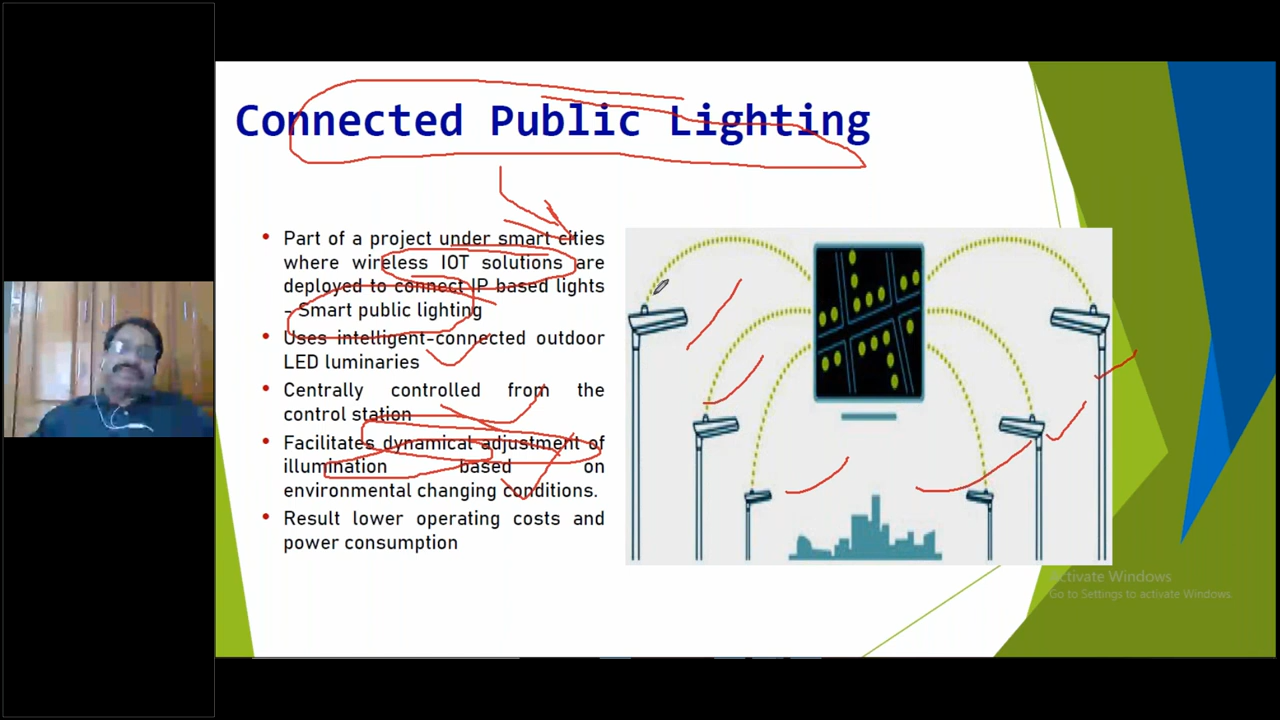 Connected Public Lighting
• Part of a project under smart cities
where wireless IOT solutions are
deployed to connect IP based lights
- Smart public lighting
• Uses intelligent-connected outdoor
LED luminaries
• Centrally controlled from the
control station
• Facilitates dynamical adjustment of
illumination based on
environmental changing conditions.
• Result lower operating costs and
power consumption
Activate Windows
Go to Settings to activate Windows.